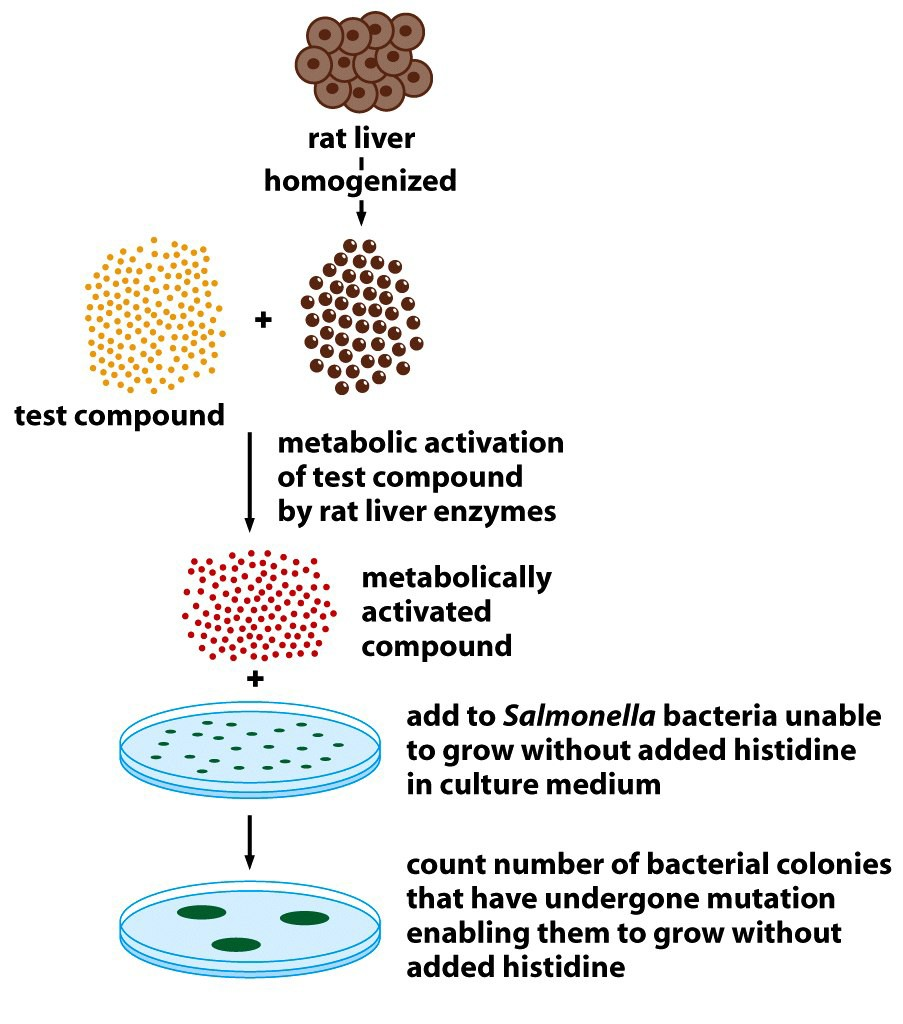 rat liver
homogenized
+
test compound
metabolic activation
of test compound
by rat liver enzymes
metabolically
activated
compound
+
add to Salmonella bacteria unable
to grow without added histidine
in culture medium
count number of bacterial colonies
that have undergone mutation
enabling them to grow without
added histidine